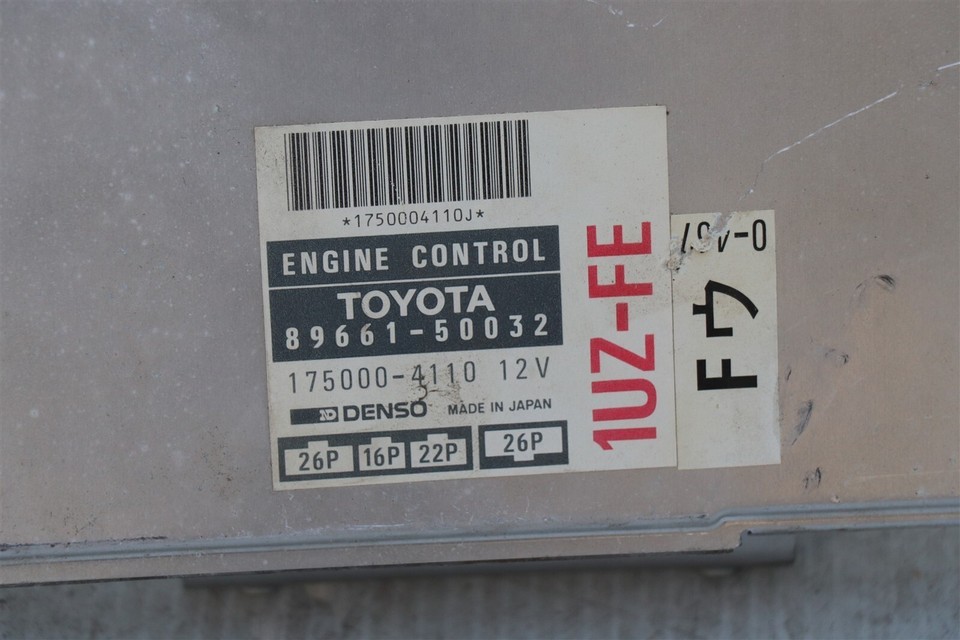 *1750004110J*
ENGINE CONTROL
TOYOTA
89661-50032
175000-4110 12V
DENSO MADE IN JAPAN
26P 16P 22P 26P
1UZ-FE
Fウ